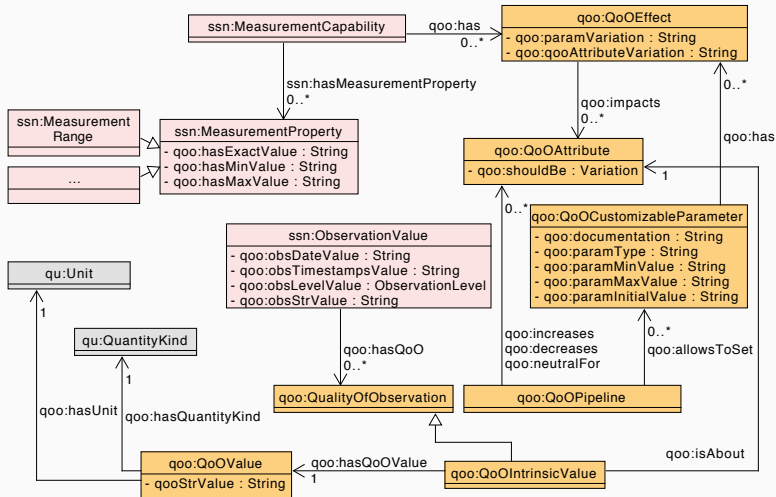 ssn:MeasurementCapability
qoo:has
0..*
qoo:QoOEffect
- qoo:paramVariation : String
- qoo:qooAttributeVariation : String
ssn:hasMeasurementProperty
0..*
qoo:impacts
0..*
0..*
qoo:has
ssn:Measurement
Range
...
ssn:MeasurementProperty
- qoo:hasExactValue : String
- qoo:hasMinValue : String
- qoo:hasMaxValue : String
qoo:QoOAttribute
- qoo:shouldBe : Variation
1
0..*
qoo:QoOCustomizableParameter
- qoo:documentation : String
- qoo:paramType : String
- qoo:paramMinValue : String
- qoo:paramMaxValue : String
- qoo:paramInitialValue : String
ssn:ObservationValue
- qoo:obsDateValue : String
- qoo:obsTimestampsValue : String
- qoo:obsLevelValue : ObservationLevel
- qoo:obsStrValue : String
qu:Unit
1
qu:QuantityKind
1
qoo:hasQoO
0..*
qoo:increases
qoo:decreases
qoo:neutralFor
0..*
qoo:allowsToSet
qoo:QualityOfObservation
qoo:QoOPipeline
qoo:hasUnit
qoo:hasQuantityKind
qoo:isAbout
qoo:QoOValue
- qooStrValue : String
qoo:hasQoOValue
1
qoo:QoOIntrinsicValue